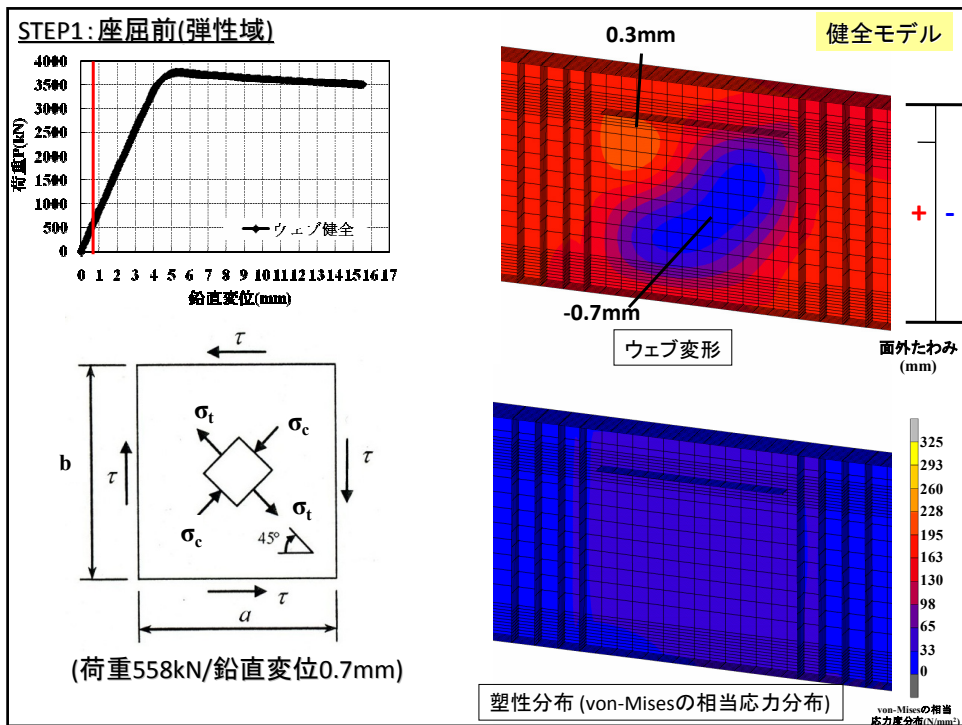 STEP1:座屈前(弾性域)
健全モデル
4000
3500
3000
2500
2000
1500
1000
500
0
荷重P(kN)
ウェブ健全
0 1 2 3 4 5 6 7 8 9 10 11 12 13 14 15 16 17
鉛直変位(mm)
0.3mm
-0.7mm
ウェブ変形
+ -
面外たわみ
(mm)
τ
σt
σc
b
τ
τ
σc
σt
45°
τ
a
(荷重558kN/鉛直変位0.7mm)
325
293
260
228
195
163
130
98
65
33
0
塑性分布 (von-Misesの相当応力分布)
von-Misesの相当
応力度分布(N/mm²)